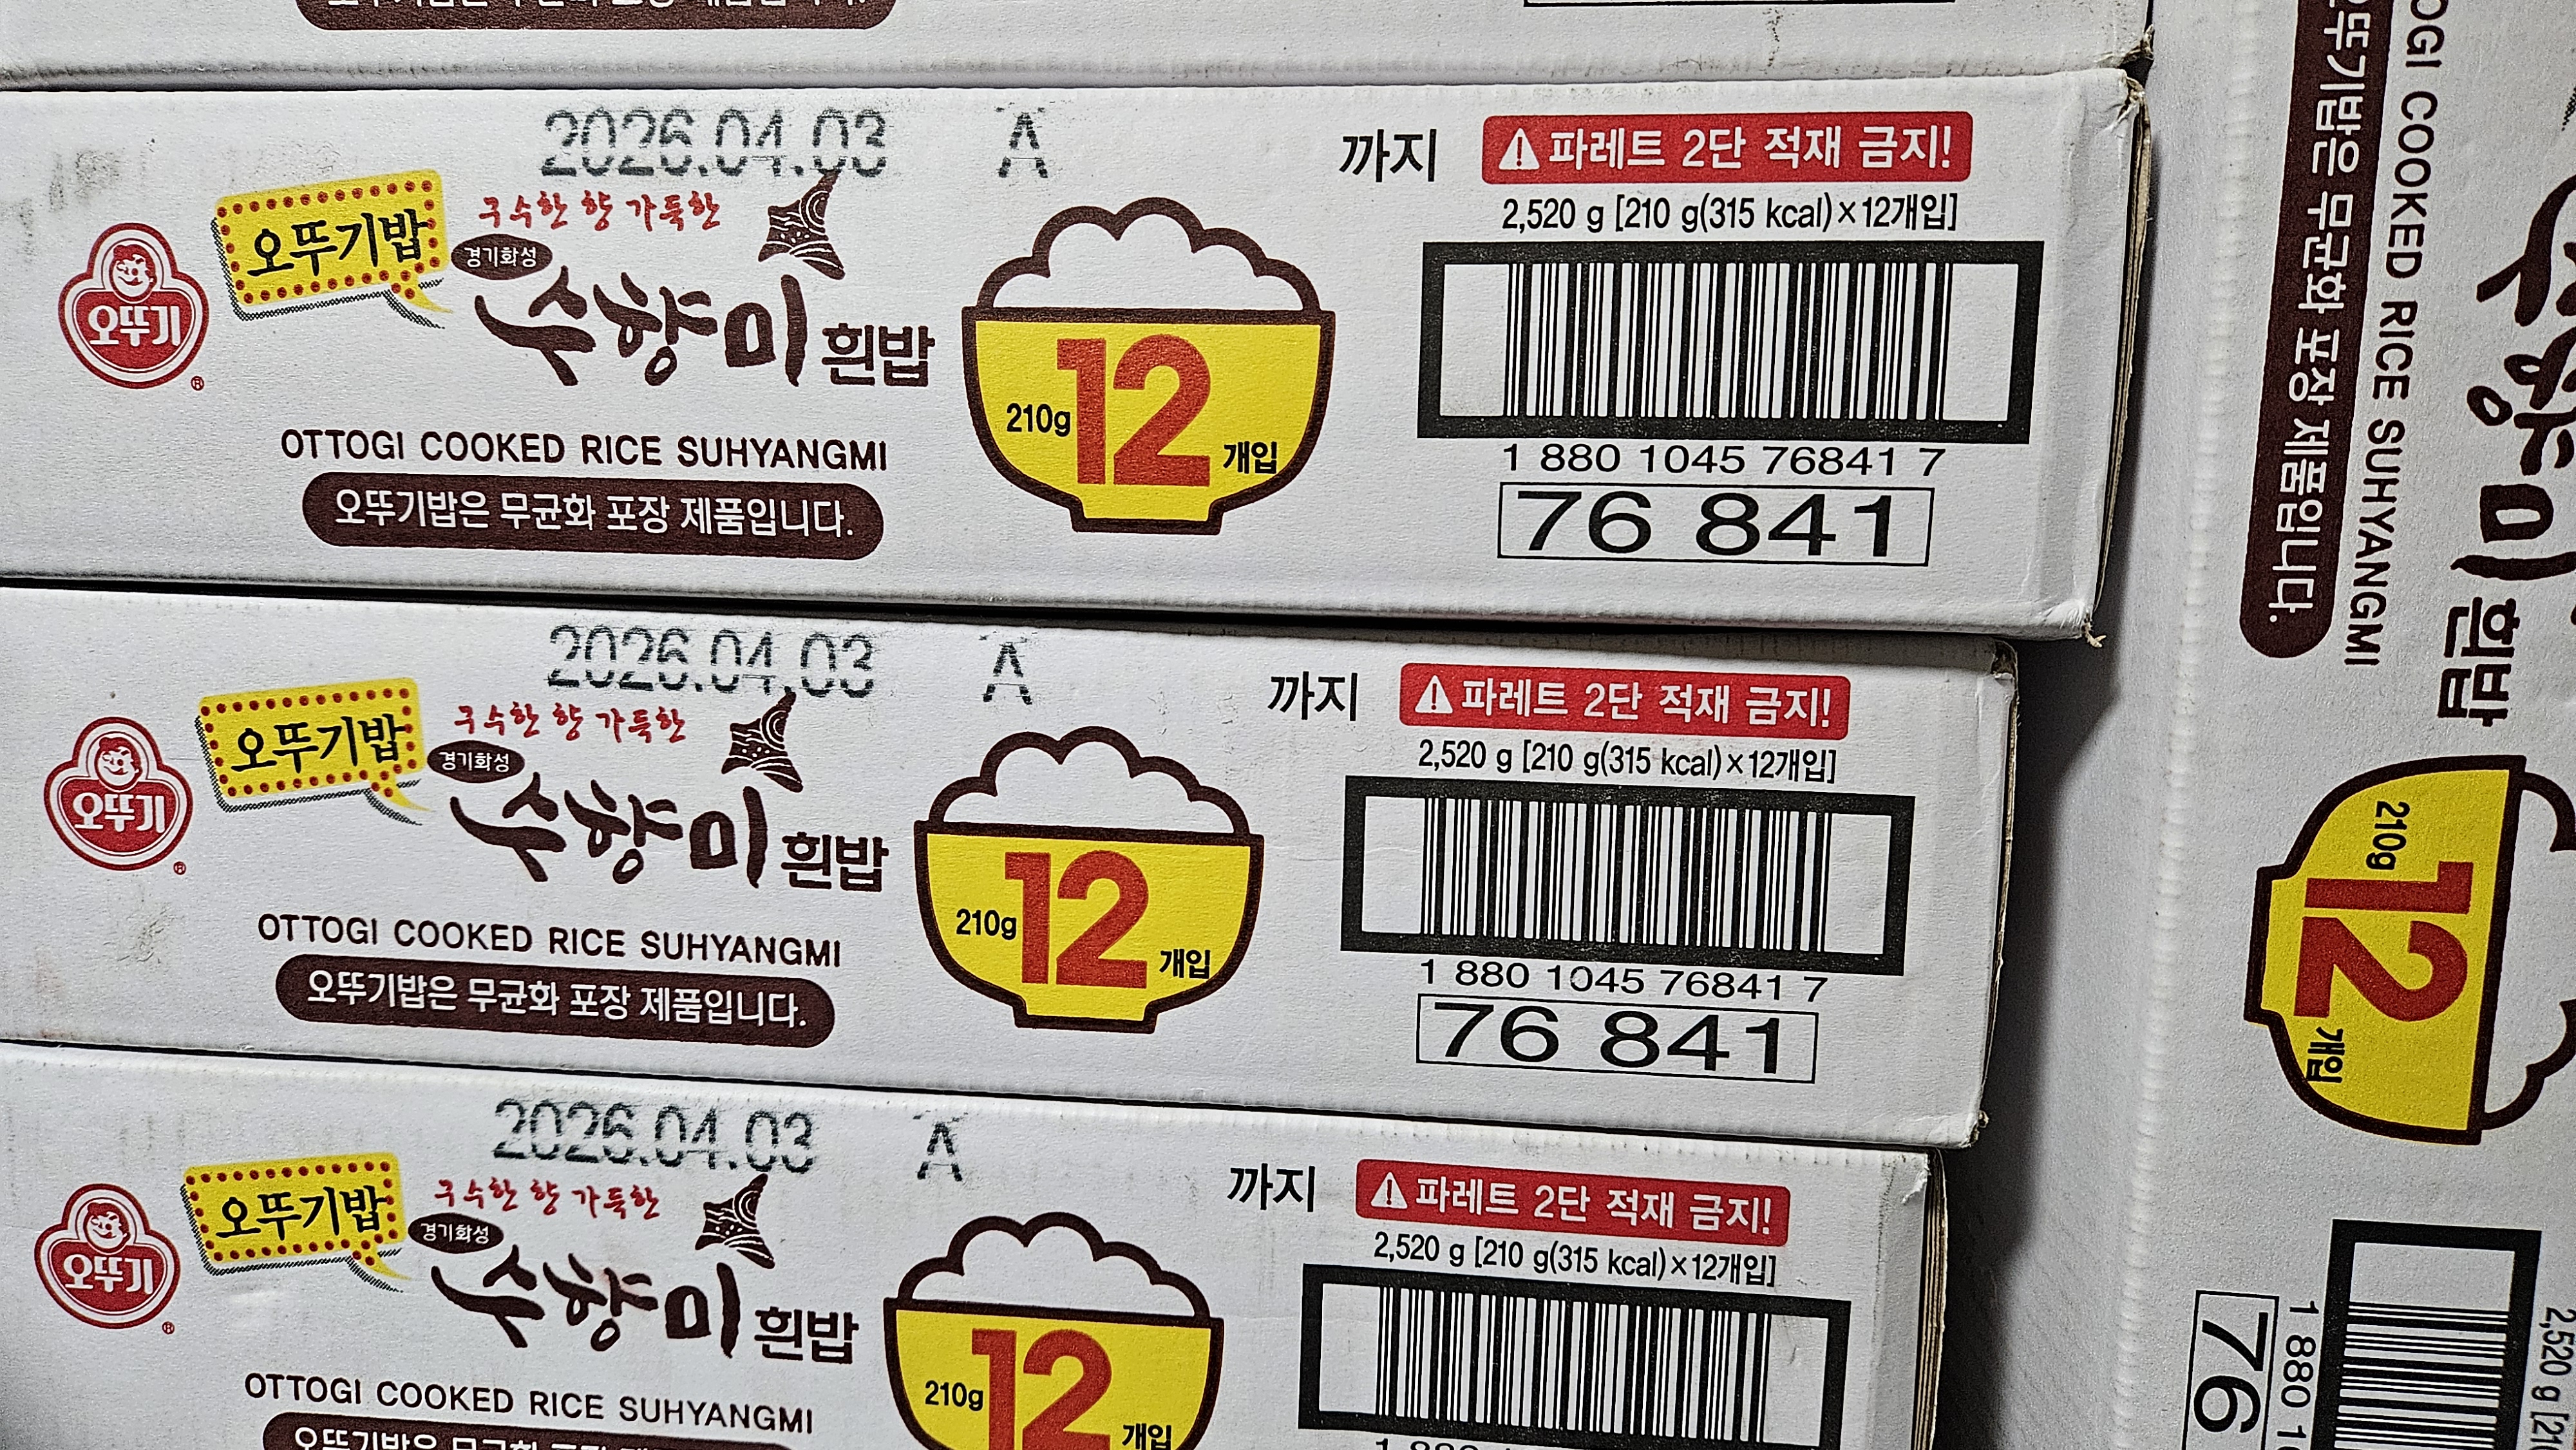 2026.04.03 A 까지
파레트 2단 적재 금지!
2,520 g [210 g(315 kcal)×12개입]
오뚜기
오뚜기밥
구수한 향 가득한
경기화성
수향미 흰밥
210g 12 개입
OTTOGI COOKED RICE SUHYANGMI
오뚜기밥은 무균화 포장 제품입니다.
1 880 1045 76841 7
76 841
2026.04.03 A 까지
파레트 2단 적재 금지!
2,520 g [210 g(315 kcal)×12개입]
오뚜기
오뚜기밥
구수한 향 가득한
경기화성
수향미 흰밥
210g 12 개입
OTTOGI COOKED RICE SUHYANGMI
오뚜기밥은 무균화 포장 제품입니다.
1 880 1045 76841 7
76 841
2026.04.03 A 까지
파레트 2단 적재 금지!
2,520 g [210 g(315 kcal)×12개입]
오뚜기
오뚜기밥
구수한 향 가득한
경기화성
수향미 흰밥
210g 12 개입
OTTOGI COOKED RICE SUHYANGMI
수향미 흰밥
COOKED RICE SUHYANGMI
무균화 포장 제품입니다.
210g 12 개입
2,520 g
1 880
76